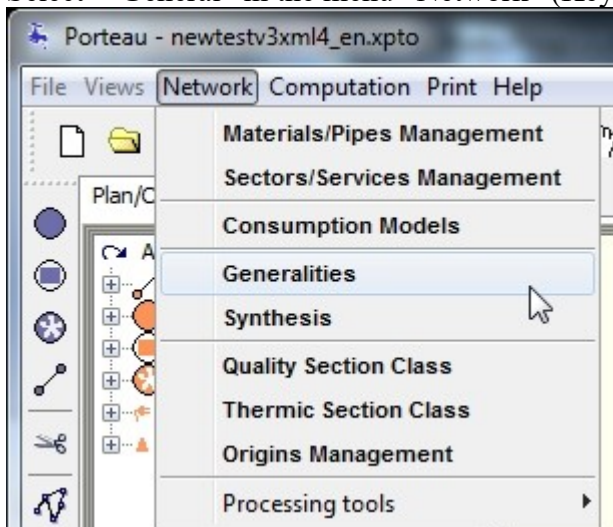 Porteau - newtestv3xml4_en.xpto
File Views Network Computation Print Help
Materials/Pipes Management
Sectors/Services Management
Plan/C
Consumption Models
A
Generalities
Synthesis
Quality Section Class
Thermic Section Class
Origins Management
Processing tools